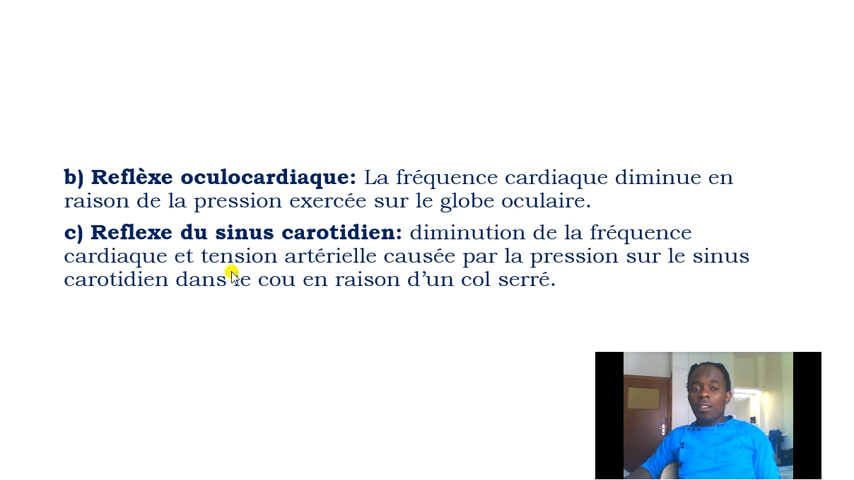 b) Reflèxe oculocardiaque: La fréquence cardiaque diminue en
raison de la pression exercée sur le globe oculaire.
c) Reflexe du sinus carotidien: diminution de la fréquence
cardiaque et tension artérielle causée par la pression sur le sinus
carotidien dans le cou en raison d’un col serré.